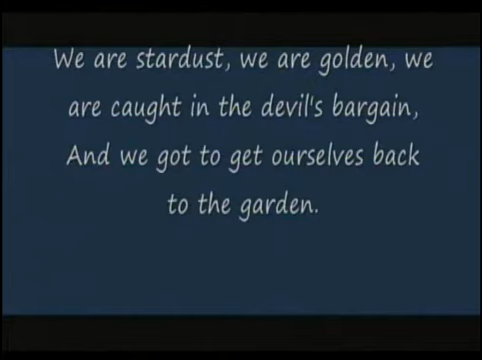 We are stardust, we are golden, we
are caught in the devil's bargain,
And we got to get ourselves back
to the garden.